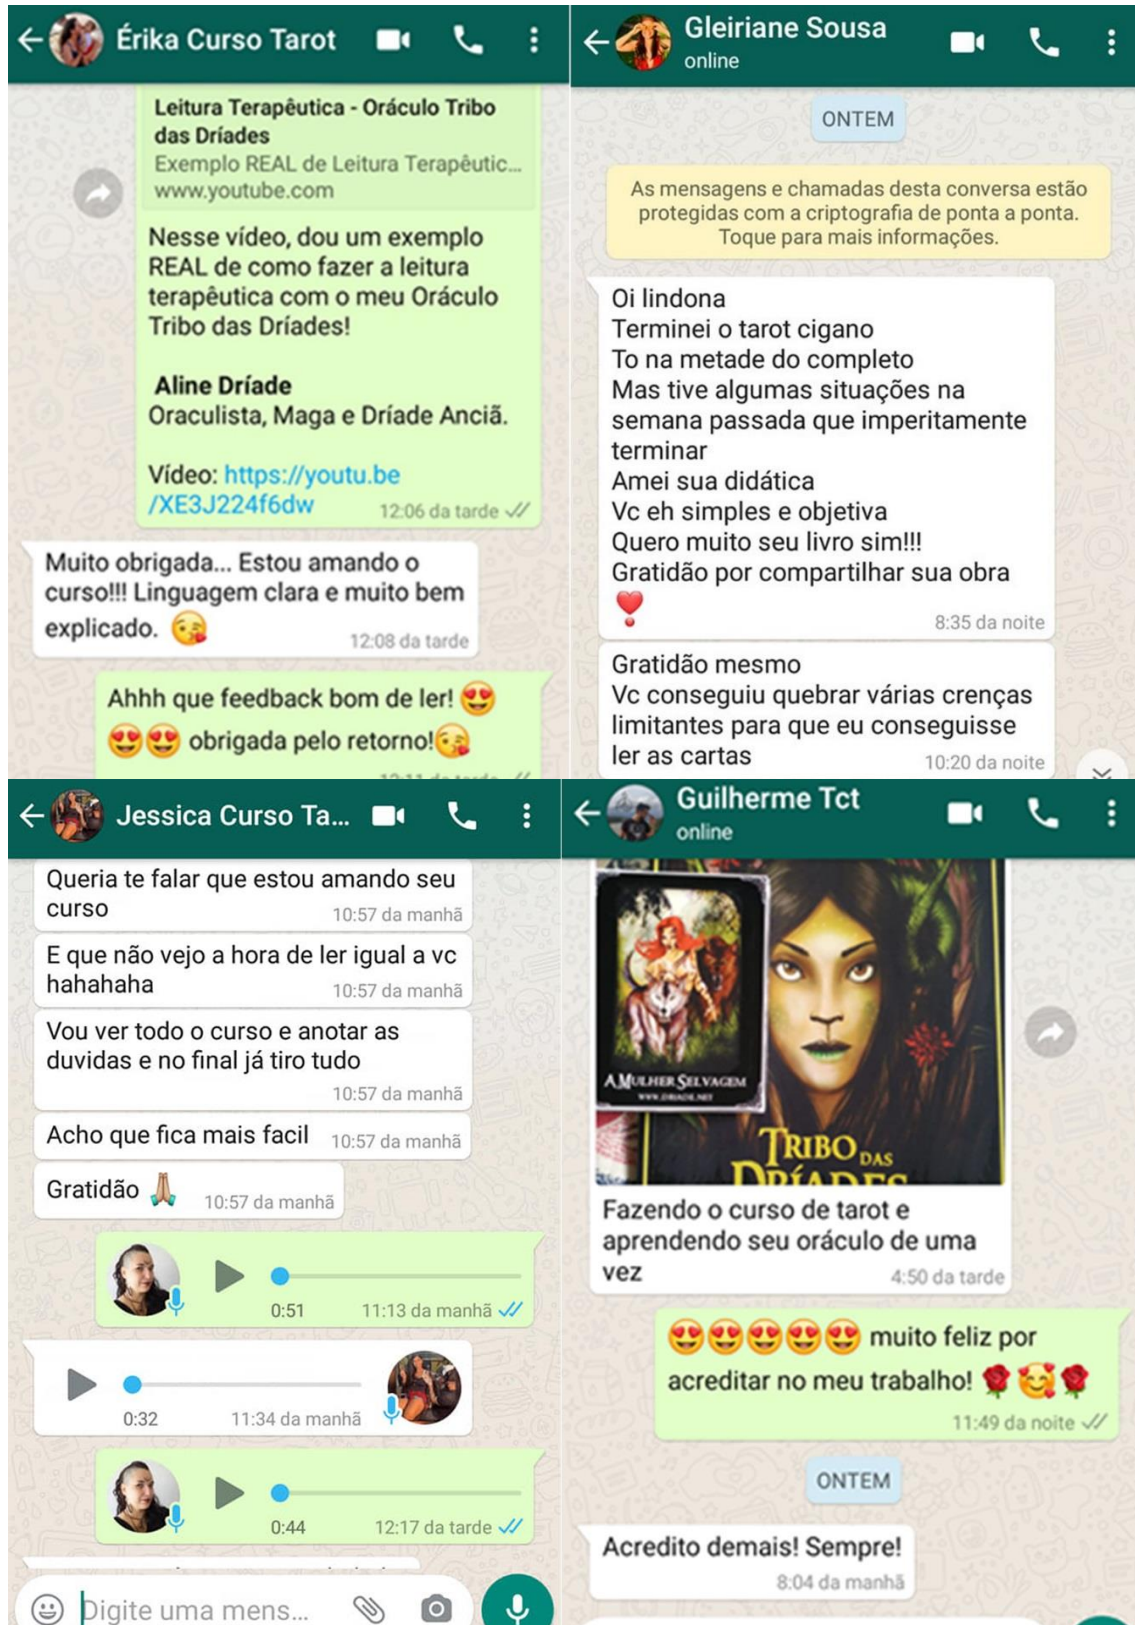 Érika Curso Tarot
Leitura Terapêutica - Oráculo Tribo
das Dríades
Exemplo REAL de Leitura Terapêutic...
www.youtube.com
Nesse vídeo, dou um exemplo
REAL de como fazer a leitura
terapêutica com o meu Oráculo
Tribo das Dríades!
Aline Dríade
Oraculista, Maga e Dríade Anciã.
Vídeo: https://youtu.be
/XE3J224f6dw
12:06 da tarde
Muito obrigada... Estou amando o
curso!!! Linguagem clara e muito bem
explicado. 😘
12:08 da tarde
Ahhh que feedback bom de ler! 😍
😍😍 obrigada pelo retorno!😘
Gleiriane Sousa
online
ONTEM
As mensagens e chamadas desta conversa estão
protegidas com a criptografia de ponta a ponta.
Toque para mais informações.
Oi lindona
Terminei o tarot cigano
To na metade do completo
Mas tive algumas situações na
semana passada que imperitamente
terminar
Amei sua didática
Vc eh simples e objetiva
Quero muito seu livro sim!!!
Gratidão por compartilhar sua obra
❣️
8:35 da noite
Gratidão mesmo
Vc conseguiu quebrar várias crenças
limitantes para que eu conseguisse
ler as cartas
10:20 da noite
Jessica Curso Ta...
Queria te falar que estou amando seu
curso
10:57 da manhã
E que não vejo a hora de ler igual a vc
hahahaha
10:57 da manhã
Vou ver todo o curso e anotar as
duvidas e no final já tiro tudo
10:57 da manhã
Acho que fica mais facil
10:57 da manhã
Gratidão 🙏🏼
10:57 da manhã
0:51
11:13 da manhã
0:32
11:34 da manhã
0:44
12:17 da tarde
Digite uma mens...
Guilherme Tct
online
A MULHER SELVAGEM
WWW.DRIADE.NET
TRIBO DAS
DRÍADES
Fazendo o curso de tarot e
aprendendo seu oráculo de uma
vez
4:50 da tarde
😍😍😍😍😍 muito feliz por
acreditar no meu trabalho! 🌹🥰🌹
11:49 da noite
ONTEM
Acredito demais! Sempre!
8:04 da manhã